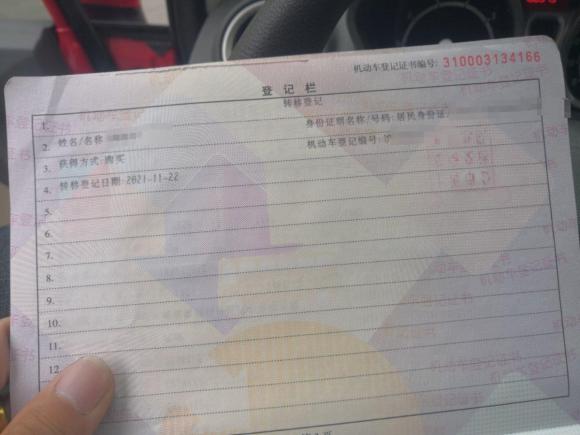 机动车登记证书编号: 310003134166
登记栏
转移登记
1.
2. 姓名/名称 身份证明名称/号码:居民身份证/
3. 获得方式:购买 机动车登记编号:沪
4. 转移登记日期:2021-11-22
5.
6.
7.
8.
9.
10.
11.
12